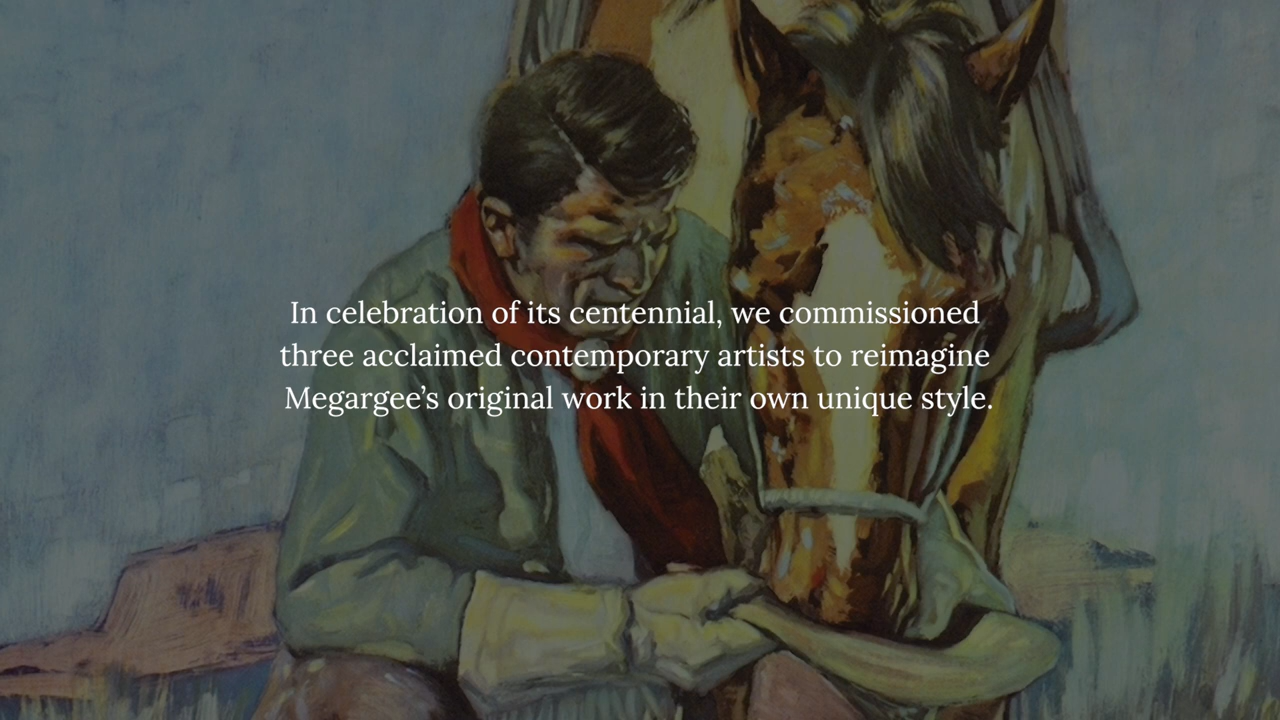 In celebration of its centennial, we commissioned
three acclaimed contemporary artists to reimagine
Megargee’s original work in their own unique style.